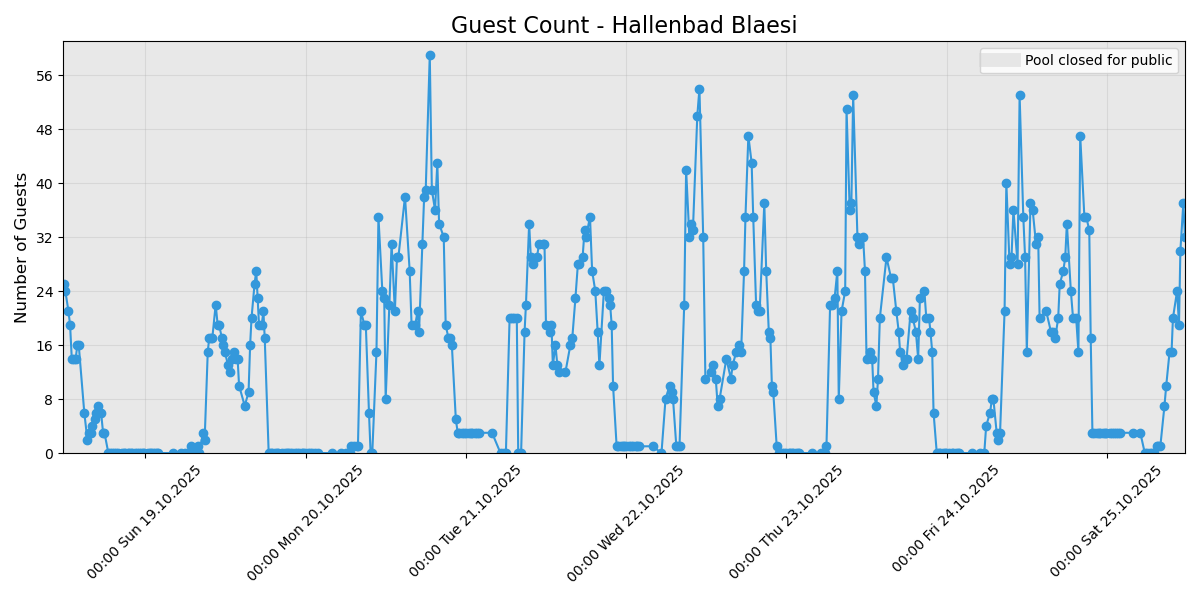 Guest Count - Hallenbad Blaesi
Pool closed for public
Number of Guests
56
48
40
32
24
16
8
0
00:00 Sun 19.10.2025
00:00 Mon 20.10.2025
00:00 Tue 21.10.2025
00:00 Wed 22.10.2025
00:00 Thu 23.10.2025
00:00 Fri 24.10.2025
00:00 Sat 25.10.2025